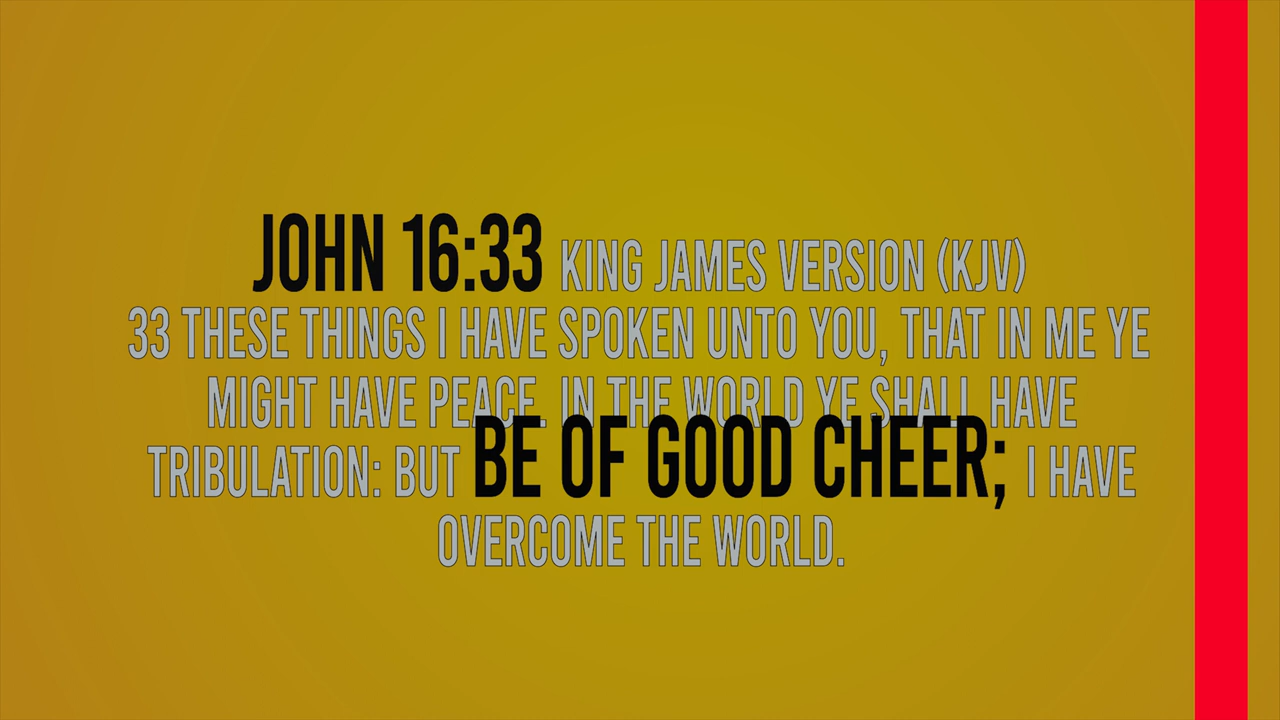 JOHN 16:33 KING JAMES VERSION (KJV)
33 THESE THINGS I HAVE SPOKEN UNTO YOU, THAT IN ME YE
MIGHT HAVE PEACE. IN THE WORLD YE SHALL HAVE
TRIBULATION: BUT BE OF GOOD CHEER; I HAVE
OVERCOME THE WORLD.